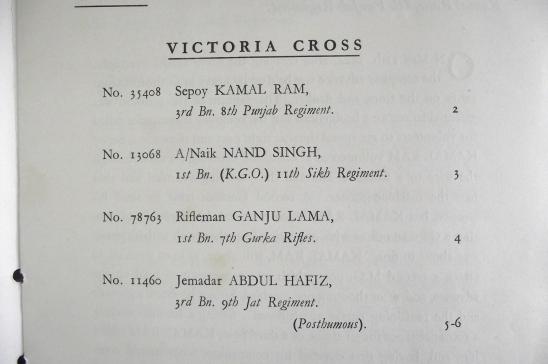 VICTORIA CROSS
No. 35408 Sepoy KAMAL RAM,
3rd Bn. 8th Punjab Regiment. 2
No. 13068 A/Naik NAND SINGH,
1st Bn. (K.G.O.) 11th Sikh Regiment. 3
No. 78763 Rifleman GANJU LAMA,
1st Bn. 7th Gurka Rifles. 4
No. 11460 Jemadar ABDUL HAFIZ,
3rd Bn. 9th Jat Regiment.
(Posthumous). 5-6